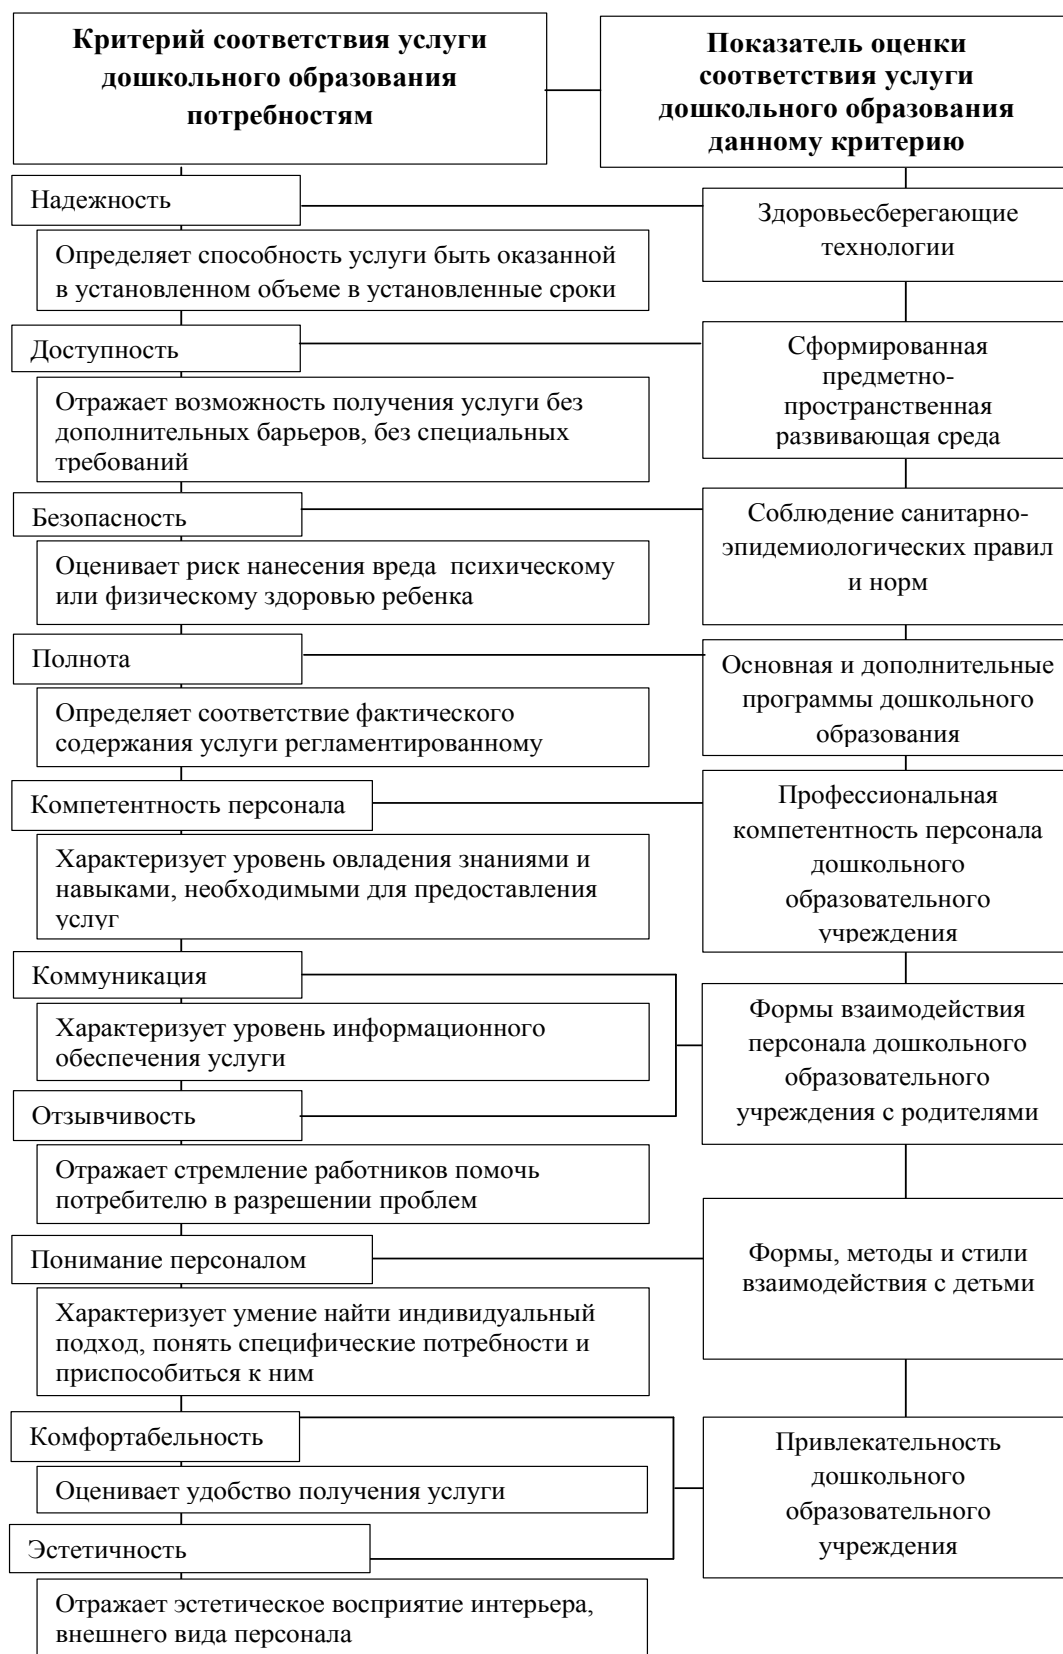 Критерий соответствия услуги
дошкольного образования
потребностям
Показатель оценки
соответствия услуги
дошкольного образования
данному критерию
Надежность
Здоровьесберегающие
технологии
Определяет способность услуги быть оказанной
в установленном объеме в установленные сроки
Доступность
Сформированная
предметно-
пространственная
развивающая среда
Отражает возможность получения услуги без
дополнительных барьеров, без специальных
требований
Безопасность
Соблюдение санитарно-
эпидемиологических правил
и норм
Оценивает риск нанесения вреда психическому
или физическому здоровью ребенка
Полнота
Основная и дополнительные
программы дошкольного
образования
Определяет соответствие фактического
содержания услуги регламентированному
Компетентность персонала
Профессиональная
компетентность персонала
дошкольного
образовательного
учреждения
Характеризует уровень овладения знаниями и
навыками, необходимыми для предоставления
услуг
Коммуникация
Характеризует уровень информационного
обеспечения услуги
Формы взаимодействия
персонала дошкольного
образовательного
учреждения с родителями
Отзывчивость
Отражает стремление работников помочь
потребителю в разрешении проблем
Понимание персоналом
Формы, методы и стили
взаимодействия с детьми
Характеризует умение найти индивидуальный
подход, понять специфические потребности и
приспособиться к ним
Комфортабельность
Привлекательность
дошкольного
образовательного
учреждения
Оценивает удобство получения услуги
Эстетичность
Отражает эстетическое восприятие интерьера,
внешнего вида персонала